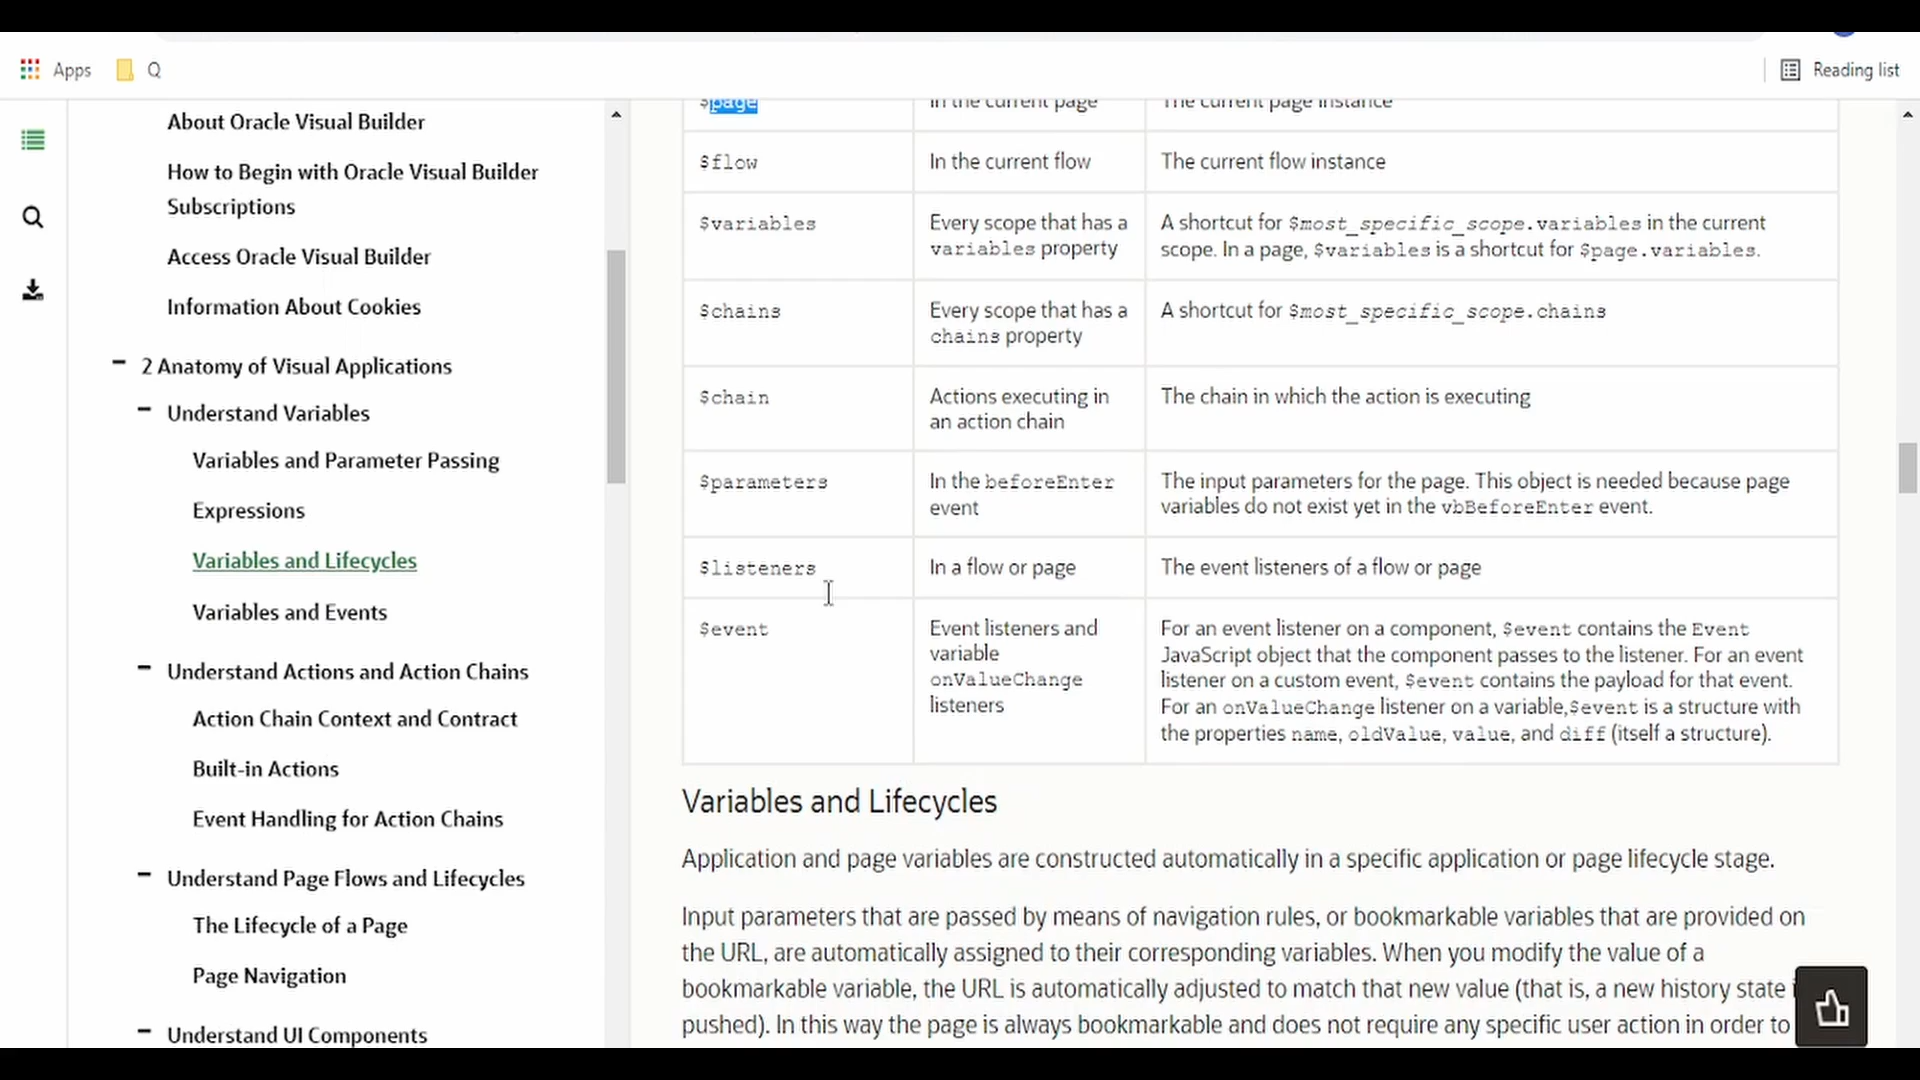 Apps
Q
Reading list
About Oracle Visual Builder
How to Begin with Oracle Visual Builder
Subscriptions
Access Oracle Visual Builder
Information About Cookies
2 Anatomy of Visual Applications
Understand Variables
Variables and Parameter Passing
Expressions
Variables and Lifecycles
Variables and Events
Understand Actions and Action Chains
Action Chain Context and Contract
Built-in Actions
Event Handling for Action Chains
Understand Page Flows and Lifecycles
The Lifecycle of a Page
Page Navigation
Understand UI Components
$page
In the current page
The current page instance
$flow
In the current flow
The current flow instance
$variables
Every scope that has a
variables property
A shortcut for $most_specific_scope.variables in the current
scope. In a page, $variables is a shortcut for $page.variables.
$chains
Every scope that has a
chains property
A shortcut for $most_specific_scope.chains
$chain
Actions executing in
an action chain
The chain in which the action is executing
$parameters
In the beforeEnter
event
The input parameters for the page. This object is needed because page
variables do not exist yet in the vbBeforeEnter event.
$listeners
In a flow or page
The event listeners of a flow or page
$event
Event listeners and
variable
onValueChange
listeners
For an event listener on a component, $event contains the Event
JavaScript object that the component passes to the listener. For an event
listener on a custom event, $event contains the payload for that event.
For an onValueChange listener on a variable,$event is a structure with
the properties name, oldValue, value, and diff (itself a structure).
Variables and Lifecycles
Application and page variables are constructed automatically in a specific application or page lifecycle stage.
Input parameters that are passed by means of navigation rules, or bookmarkable variables that are provided on
the URL, are automatically assigned to their corresponding variables. When you modify the value of a
bookmarkable variable, the URL is automatically adjusted to match that new value (that is, a new history state
pushed). In this way the page is always bookmarkable and does not require any specific user action in order to